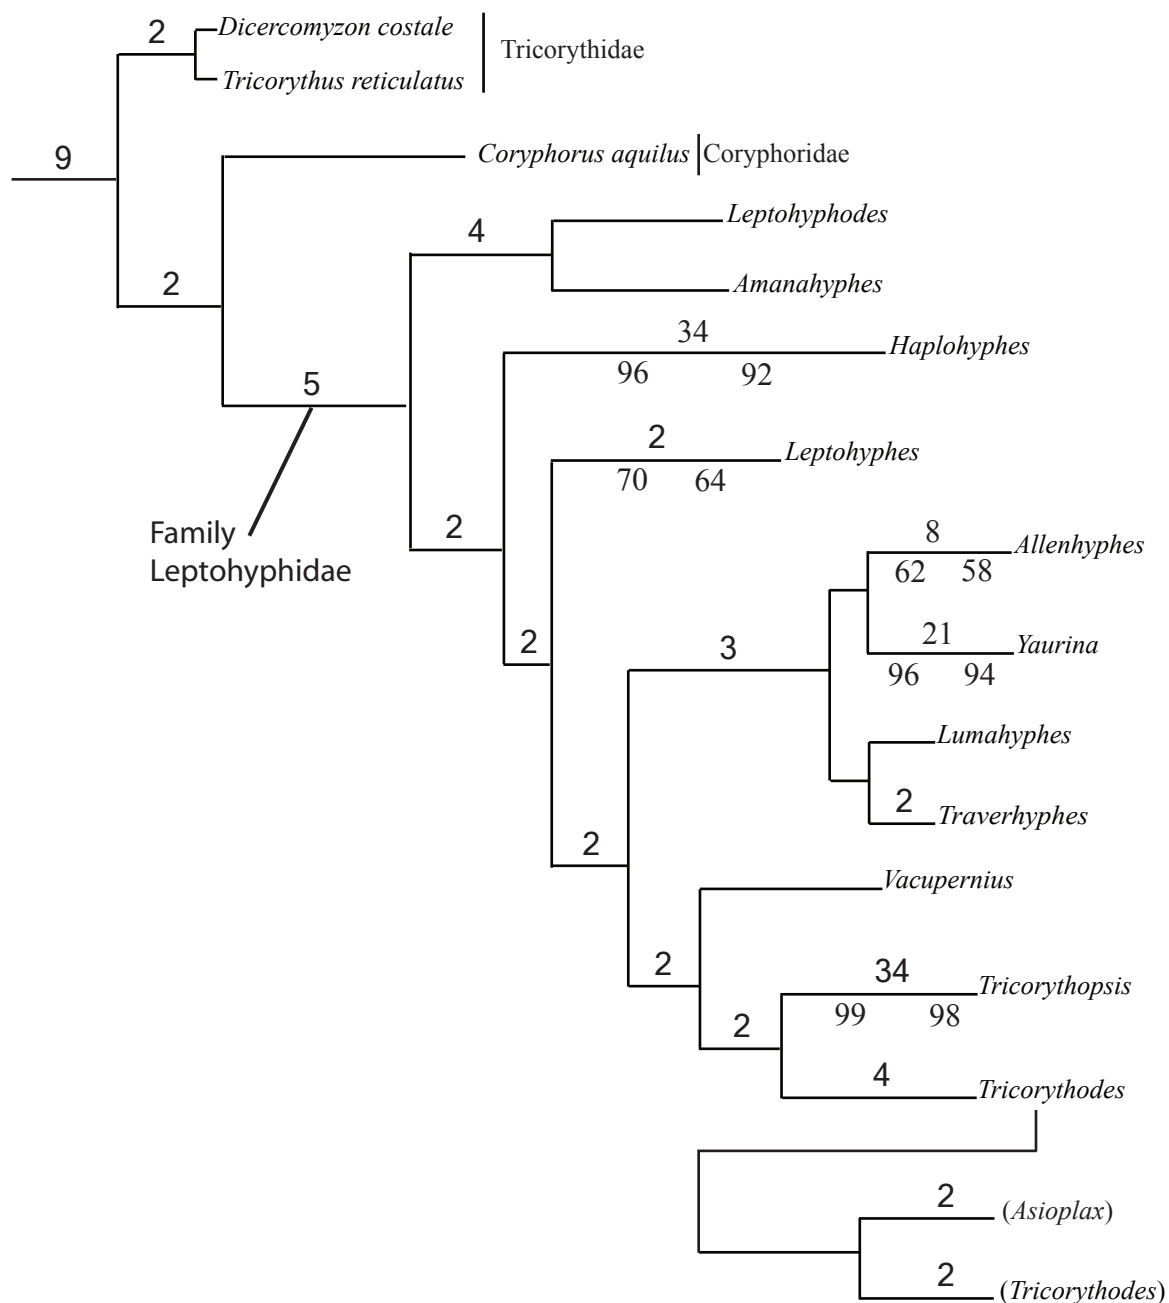 2
Dicercomyzon costale
Tricorythidae
Tricorythus reticulatus
9
Coryphorus aquilus
Coryphoridae
Leptohyphodes
4
2
Amanahyphes
34
Haplohyphes
96 92
5
2
Leptohyphes
70 64
Family
Leptohyphidae
2
8
Allenhyphes
62 58
2
3
21
Yaurina
96 94
Lumahyphes
2
Traverhyphes
2
Vacupernius
2
34
Tricorythopsis
99 98
2
4
Tricorythodes
2
(Asioplax)
2
(Tricorythodes)